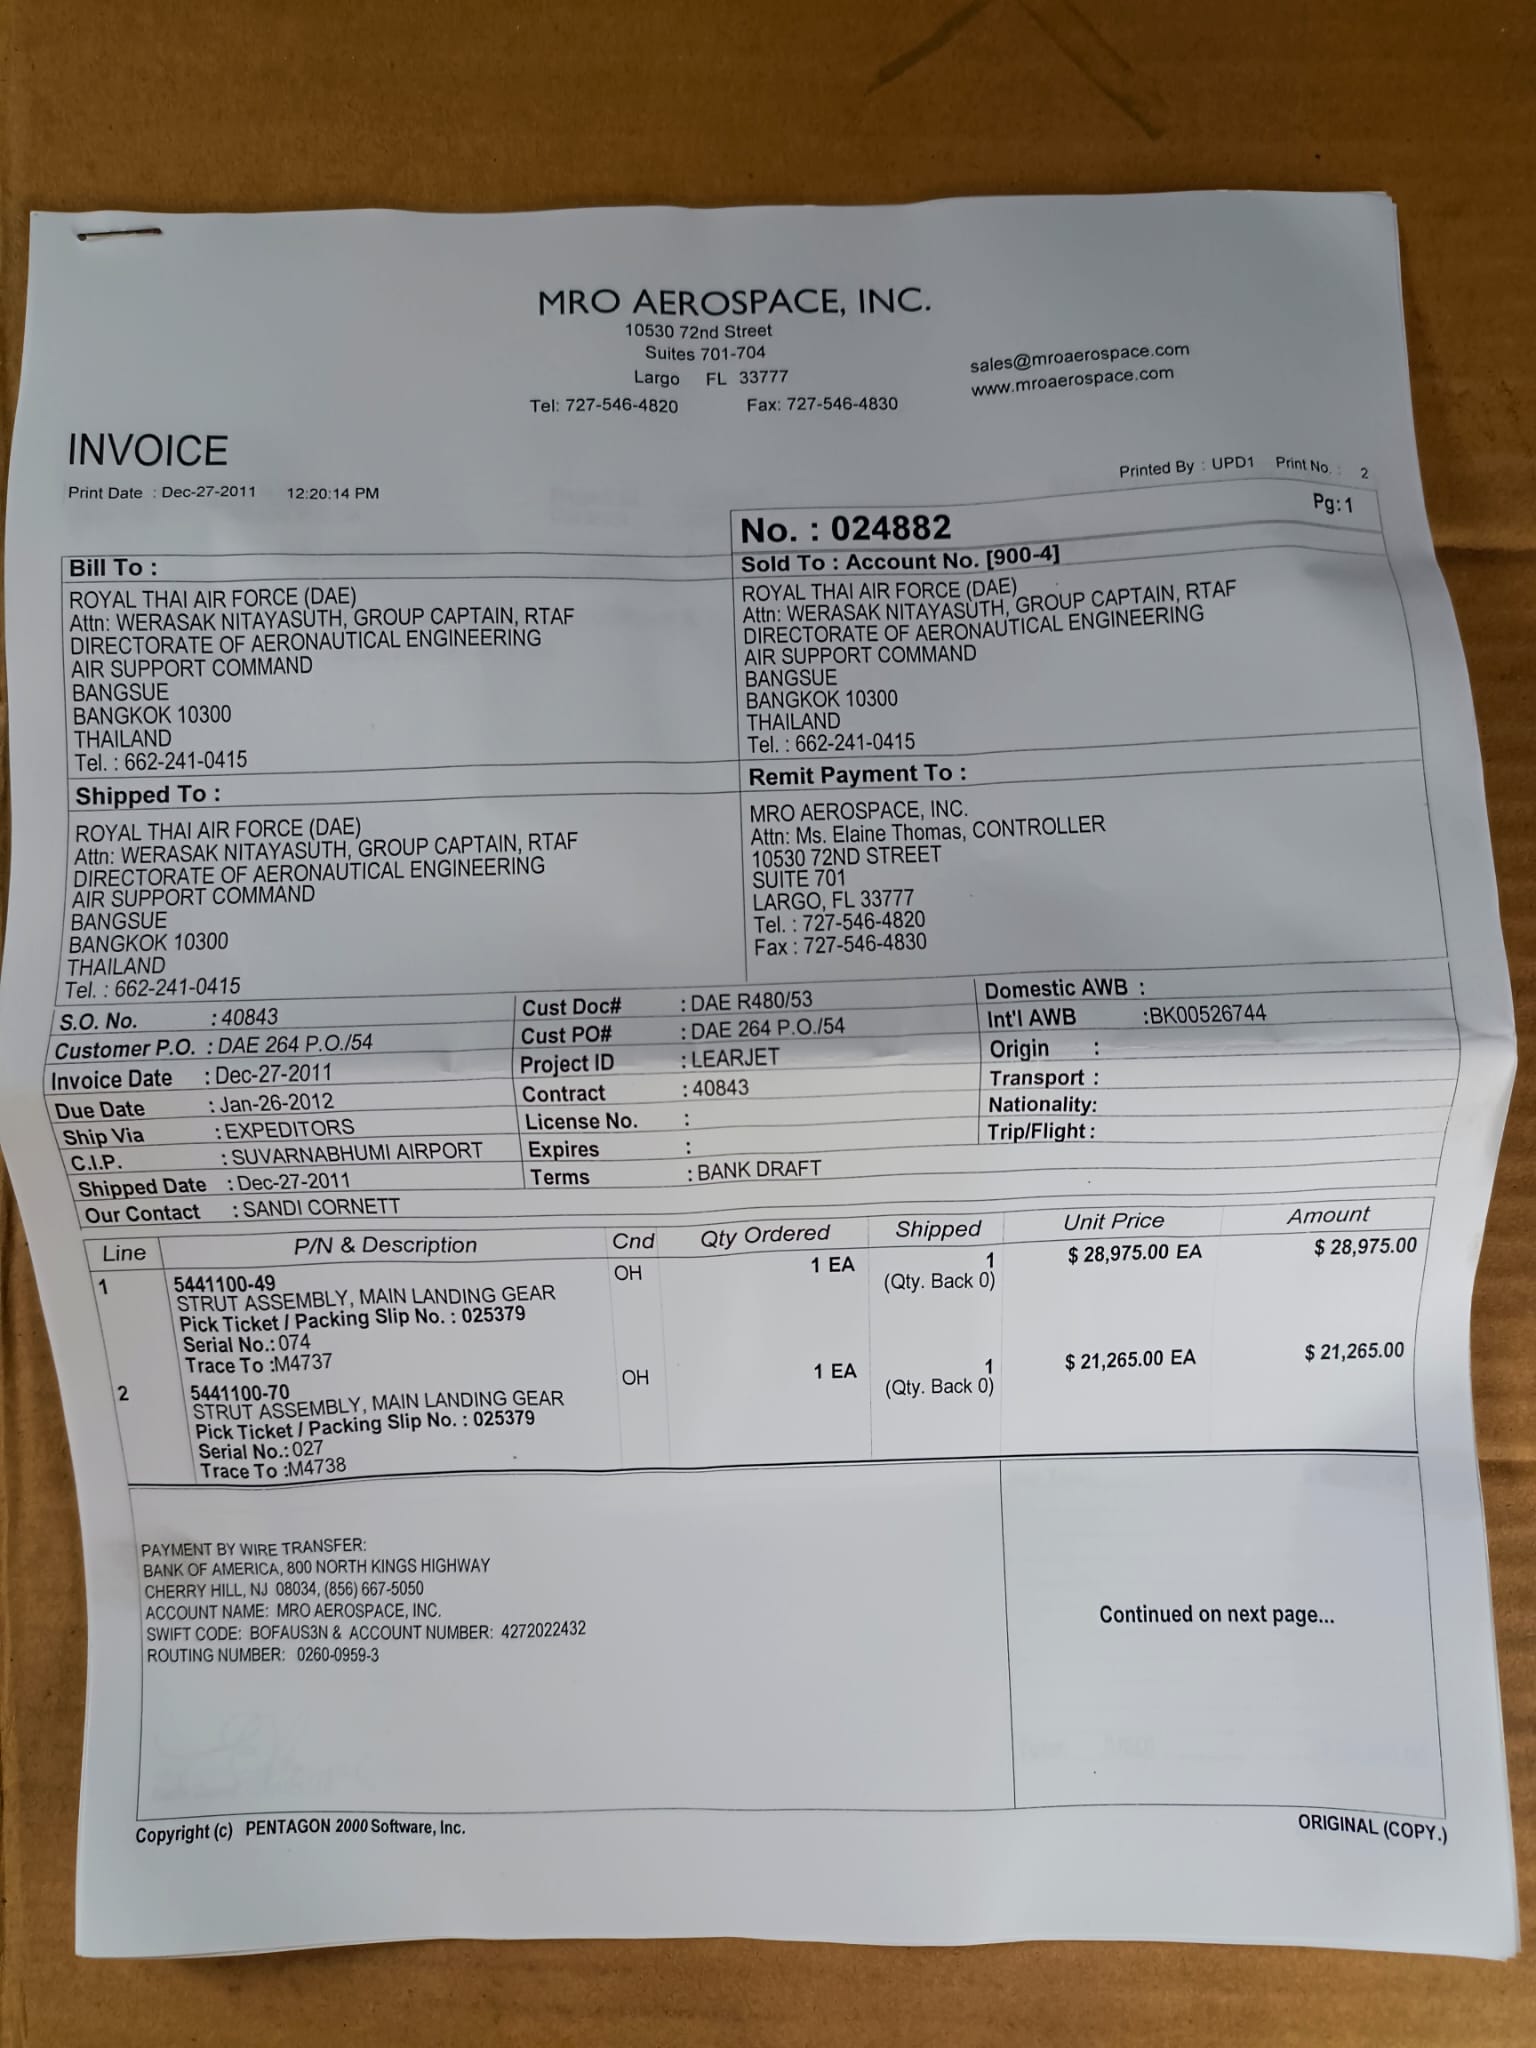 MRO AEROSPACE, INC.
10530 72nd Street
Suites 701-704
Largo FL 33777
Tel: 727-546-4820 Fax: 727-546-4830
sales@mroaerospace.com
www.mroaerospace.com
INVOICE
Print Date : Dec-27-2011 12:20:14 PM
Printed By : UPD1 Print No. : 2
Pg: 1
No. : 024882
Bill To :
ROYAL THAI AIR FORCE (DAE)
Attn: WERASAK NITAYASUTH, GROUP CAPTAIN, RTAF
DIRECTORATE OF AERONAUTICAL ENGINEERING
AIR SUPPORT COMMAND
BANGSUE
BANGKOK 10300
THAILAND
Tel. : 662-241-0415
Sold To : Account No. [900-4]
ROYAL THAI AIR FORCE (DAE)
Attn: WERASAK NITAYASUTH, GROUP CAPTAIN, RTAF
DIRECTORATE OF AERONAUTICAL ENGINEERING
AIR SUPPORT COMMAND
BANGSUE
BANGKOK 10300
THAILAND
Tel. : 662-241-0415
Shipped To :
ROYAL THAI AIR FORCE (DAE)
Attn: WERASAK NITAYASUTH, GROUP CAPTAIN, RTAF
DIRECTORATE OF AERONAUTICAL ENGINEERING
AIR SUPPORT COMMAND
BANGSUE
BANGKOK 10300
THAILAND
Tel. : 662-241-0415
Remit Payment To :
MRO AEROSPACE, INC.
Attn: Ms. Elaine Thomas, CONTROLLER
10530 72ND STREET
SUITE 701
LARGO, FL 33777
Tel. : 727-546-4820
Fax : 727-546-4830
S.O. No. : 40843
Customer P.O. : DAE 264 P.O./54
Invoice Date : Dec-27-2011
Due Date : Jan-26-2012
Ship Via : EXPEDITORS
C.I.P. : SUVARNABHUMI AIRPORT
Shipped Date : Dec-27-2011
Our Contact : SANDI CORNETT
Cust Doc# : DAE R480/53
Cust PO# : DAE 264 P.O./54
Project ID : LEARJET
Contract : 40843
License No. :
Expires :
Terms : BANK DRAFT
Domestic AWB :
Int'l AWB :BK00526744
Origin :
Transport :
Nationality:
Trip/Flight :
Line P/N & Description Cnd Qty Ordered Shipped Unit Price Amount
1 5441100-49 OH 1 EA 1 $ 28,975.00 EA $ 28,975.00
STRUT ASSEMBLY, MAIN LANDING GEAR (Qty. Back 0)
Pick Ticket / Packing Slip No. : 025379
Serial No.: 074
Trace To :M4737
2 5441100-70 OH 1 EA 1 $ 21,265.00 EA $ 21,265.00
STRUT ASSEMBLY, MAIN LANDING GEAR (Qty. Back 0)
Pick Ticket / Packing Slip No. : 025379
Serial No.: 027
Trace To :M4738
PAYMENT BY WIRE TRANSFER:
BANK OF AMERICA, 800 NORTH KINGS HIGHWAY
CHERRY HILL, NJ 08034, (856) 667-5050
ACCOUNT NAME: MRO AEROSPACE, INC.
SWIFT CODE: BOFAUS3N & ACCOUNT NUMBER: 4272022432
ROUTING NUMBER: 0260-0959-3
Continued on next page...
Copyright (c) PENTAGON 2000 Software, Inc.
ORIGINAL (COPY.)